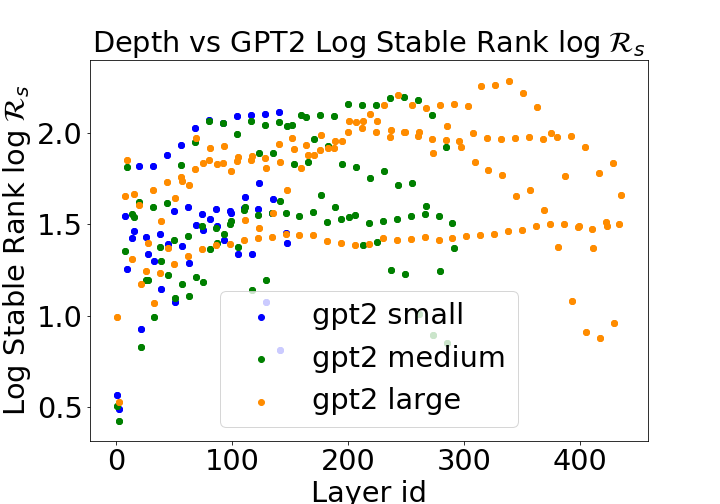 Depth vs GPT2 Log Stable Rank log ℛₛ
Log Stable Rank log ℛₛ
2.0
1.5
1.0
0.5
gpt2 small
gpt2 medium
gpt2 large
0 100 200 300 400
Layer id